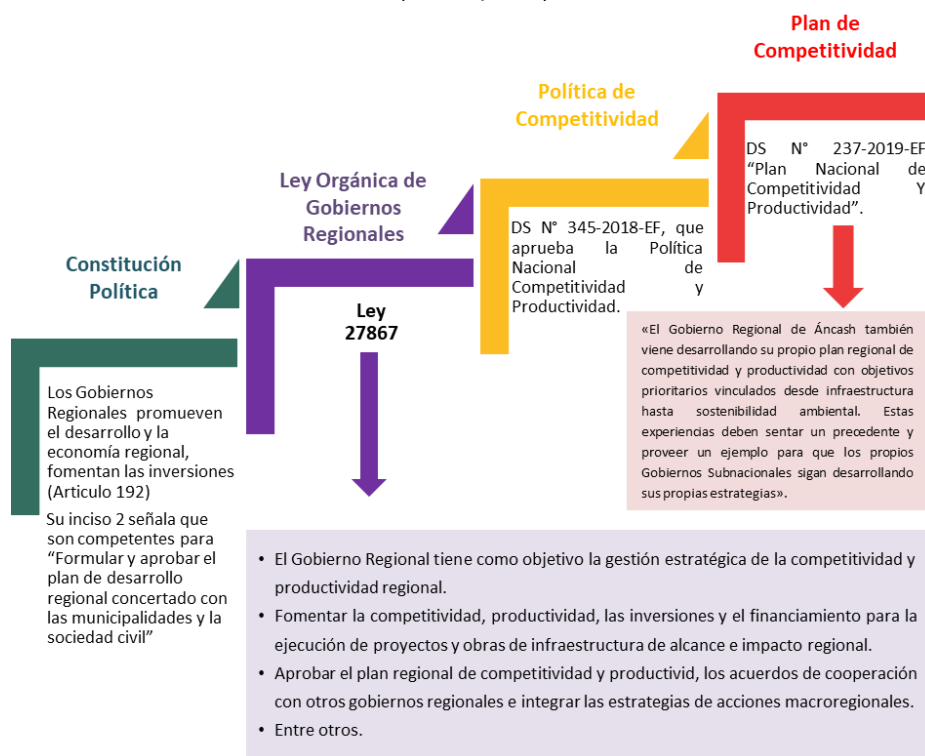 Constitución
Política
Los Gobiernos
Regionales promueven
el desarrollo y la
economía regional,
fomentan las inversiones
(Articulo 192)
Su inciso 2 señala que
son competentes para
“Formular y aprobar el
plan de desarrollo
regional concertado con
las municipalidades y la
sociedad civil”
Ley Orgánica de
Gobiernos
Regionales
Ley
27867
• El Gobierno Regional tiene como objetivo la gestión estratégica de la competitividad y
productividad regional.
• Fomentar la competitividad, productividad, las inversiones y el financiamiento para la
ejecución de proyectos y obras de infraestructura de alcance e impacto regional.
• Aprobar el plan regional de competitividad y productivid, los acuerdos de cooperación
con otros gobiernos regionales e integrar las estrategias de acciones macroregionales.
• Entre otros.
Política de
Competitividad
DS N° 345-2018-EF, que
aprueba la Política
Nacional de
Competitividad y
Productividad.
Plan de
Competitividad
DS N° 237-2019-EF
“Plan Nacional de
Competitividad Y
Productividad”.
«El Gobierno Regional de Áncash también
viene desarrollando su propio plan regional de
competitividad y productividad con objetivos
prioritarios vinculados desde infraestructura
hasta sostenibilidad ambiental. Estas
experiencias deben sentar un precedente y
proveer un ejemplo para que los propios
Gobiernos Subnacionales sigan desarrollando
sus propias estrategias».